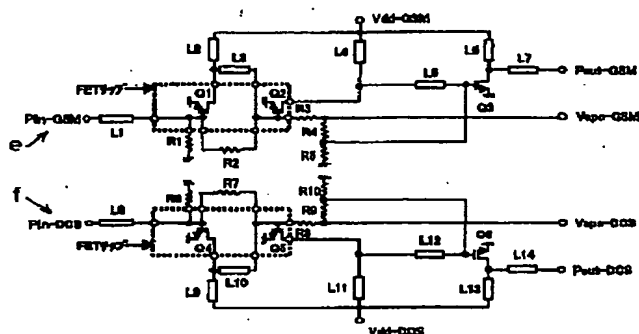 Vdd-GSM
L2
L3
L4
L6
L7
Pout-GSM
FETチップ
Q1
Q2
L5
Q3
Pin-GSM
L1
R3
R4
Vapc-GSM
e
R1
R2
R5
f
R6
R7
R10
R9
Pin-DCS
L8
R8
Vapc-DCS
FETチップ
Q4
Q5
L12
Q6
L14
Pout-DCS
L9
L10
L11
L13
Vdd-DCS